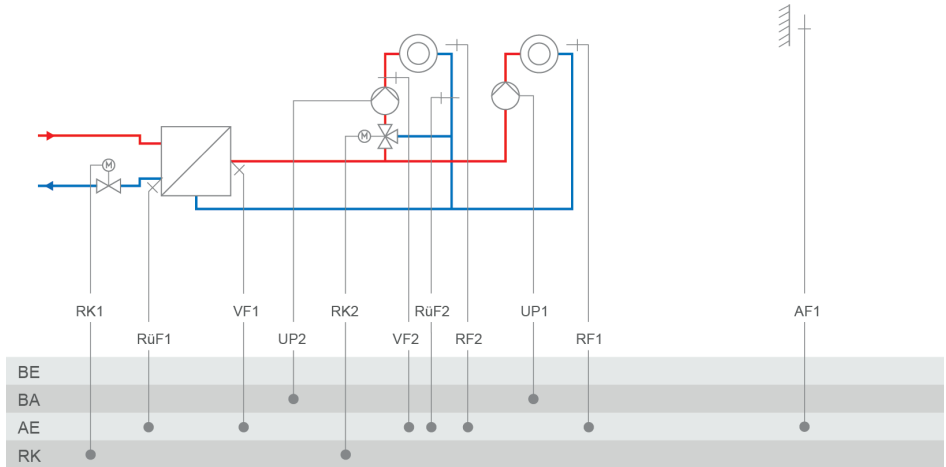 M
M
RK1 VF1 RK2 RüF2 UP1 AF1
RüF1 UP2 VF2 RF2 RF1
BE
BA
AE
RK